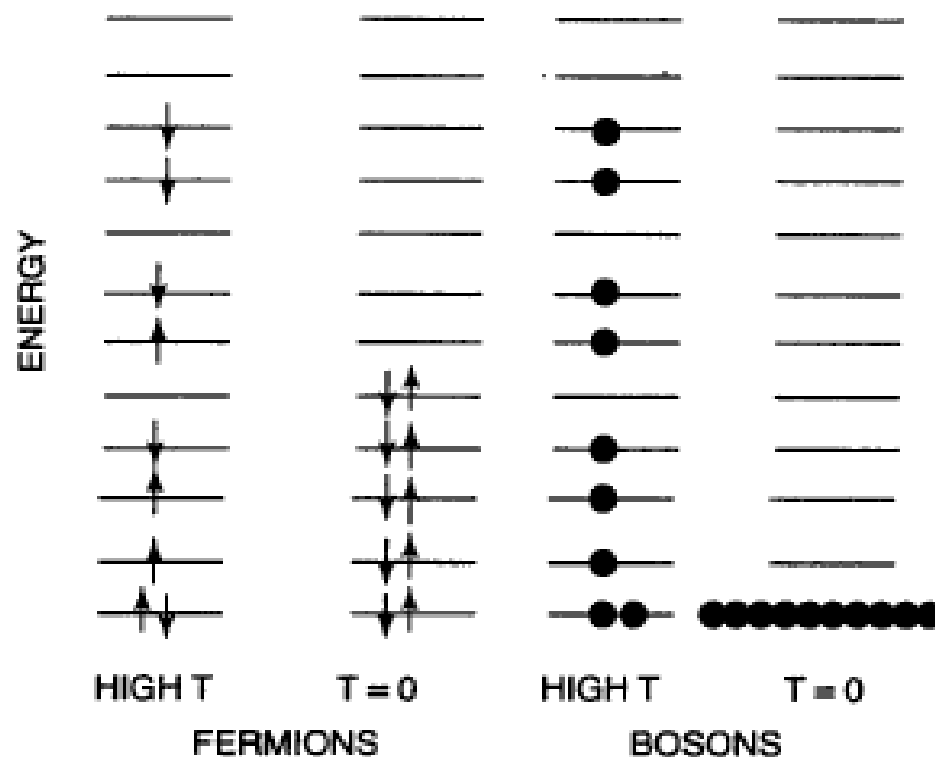 ENERGY
HIGH T T = 0 HIGH T T = 0
FERMIONS BOSONS